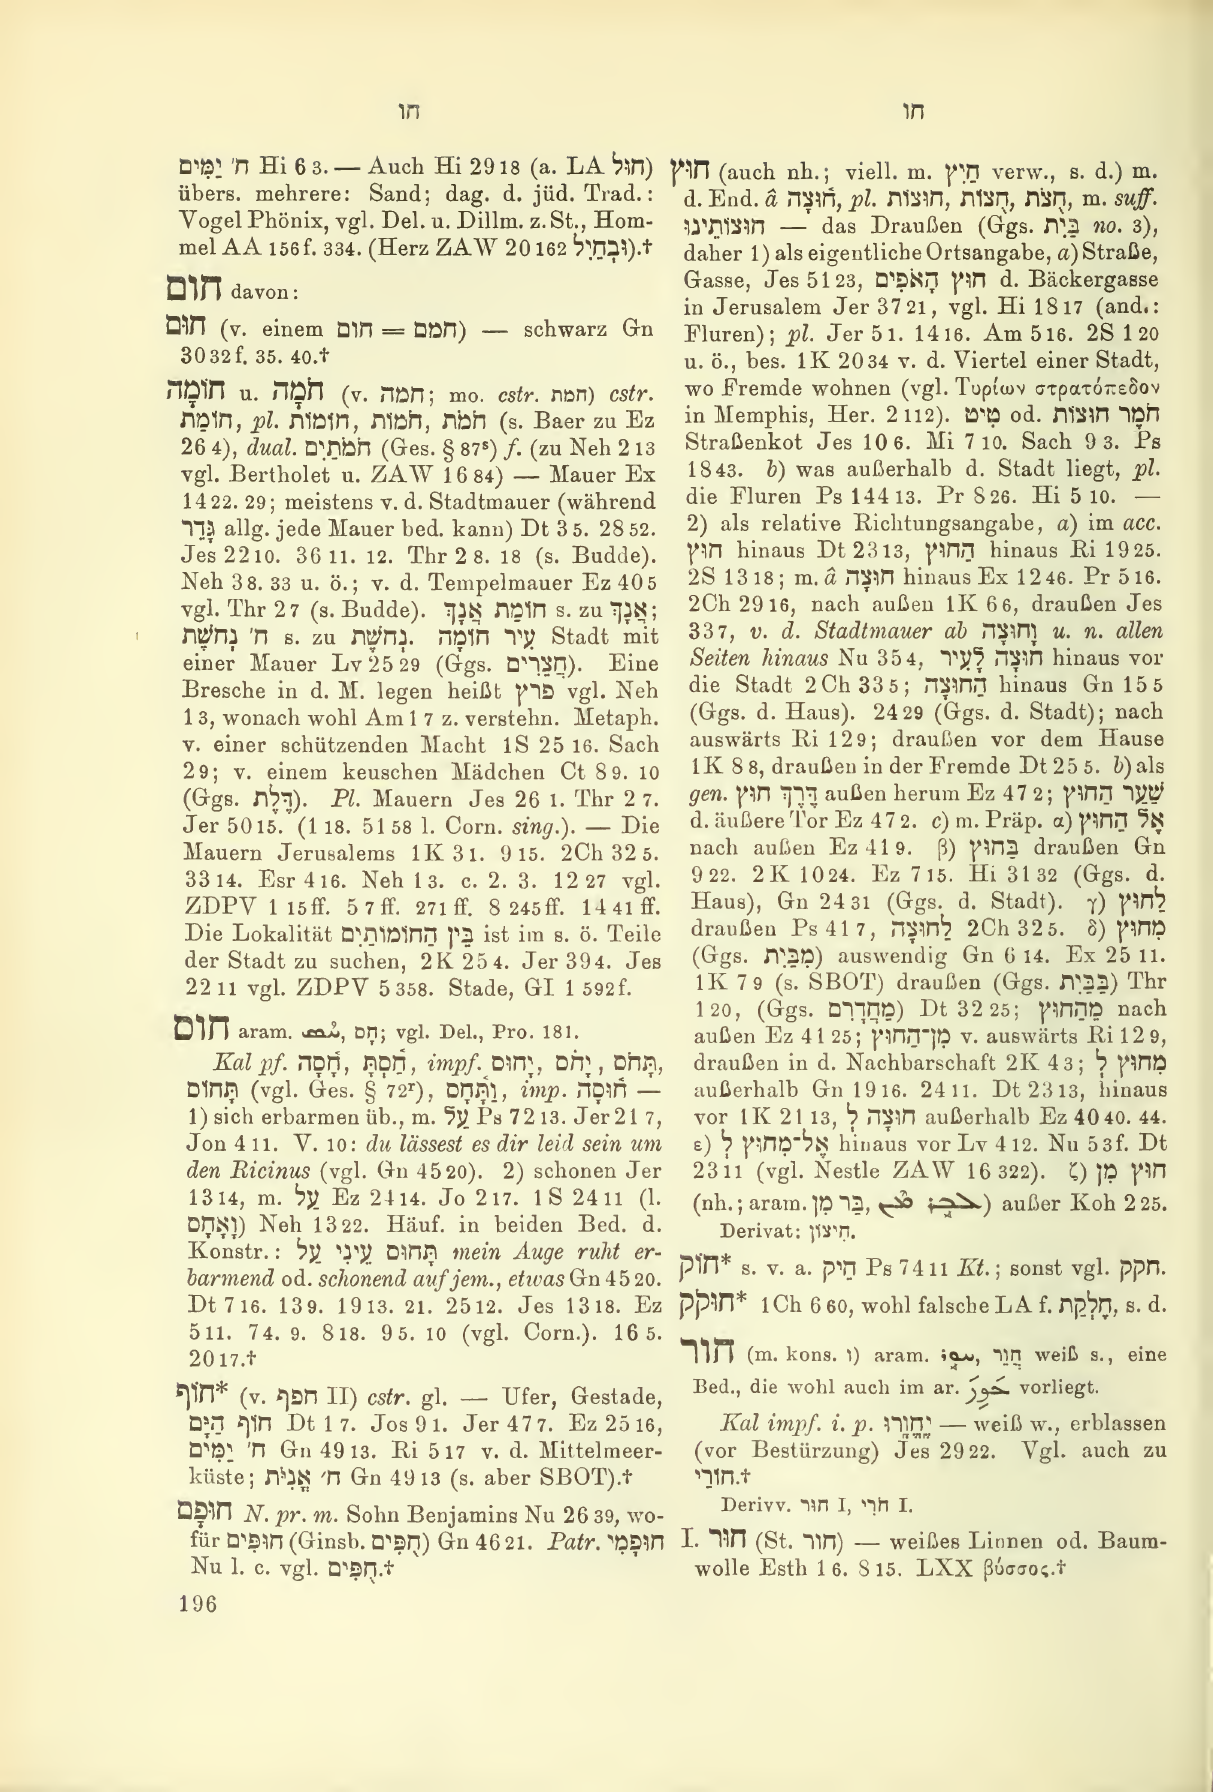 חו
חו
ח׳ יַמִּים Hi 6 3. — Auch Hi 29 18 (a. LA חוּל)
übers. mehrere: Sand; dag. d. jüd. Trad.:
Vogel Phönix, vgl. Del. u. Dillm. z. St., Hom-
mel AA 156 f. 334. (Herz ZAW 20 162 וּבְחַיִל).†
חום davon:
חוּם (v. einem חום = חמם) — schwarz Gn
30 32 f. 35. 40.†
חוֹמָה u. חֹמָה (v. חמה; mo. cstr. חמת) cstr.
חוֹמַת, pl. חוֹמוֹת, חֹמוֹת, חֹמֹת (s. Baer zu Ez
26 4), dual. חֹמֹתַיִם (Ges. § 87ˢ) f. (zu Neh 2 13
vgl. Bertholet u. ZAW 16 84) — Mauer Ex
14 22. 29; meistens v. d. Stadtmauer (während
גָּדֵר allg. jede Mauer bed. kann) Dt 3 5. 28 52.
Jes 22 10. 36 11. 12. Thr 2 8. 18 (s. Budde).
Neh 3 8. 33 u. ö.; v. d. Tempelmauer Ez 40 5
vgl. Thr 2 7 (s. Budde). חוֹמַת אֲנָךְ s. zu אֲנָךְ;
ח׳ נְחֹשֶׁת s. zu נְחֹשֶׁת. עִיר חוֹמָה Stadt mit
einer Mauer Lv 25 29 (Ggs. חֲצֵרִים). Eine
Bresche in d. M. legen heißt פרץ vgl. Neh
1 3, wonach wohl Am 1 7 z. verstehn. Metaph.
v. einer schützenden Macht 1S 25 16. Sach
2 9; v. einem keuschen Mädchen Ct 8 9. 10
(Ggs. דֶּלֶת). Pl. Mauern Jes 26 1. Thr 2 7.
Jer 50 15. (1 18. 51 58 l. Corn. sing.). — Die
Mauern Jerusalems 1K 3 1. 9 15. 2Ch 32 5.
33 14. Esr 4 16. Neh 1 3. c. 2. 3. 12 27 vgl.
ZDPV 1 15 ff. 5 7 ff. 271 ff. 8 245 ff. 14 41 ff.
Die Lokalität בֵּין הַחוֹמוֹתַיִם ist im s. ö. Teile
der Stadt zu suchen, 2K 25 4. Jer 39 4. Jes
22 11 vgl. ZDPV 5 358. Stade, GI 1 592 f.
חום aram. ܚܣ, חָס; vgl. Del., Pro. 181.
Kal pf. חָסָה, חַסְתָּ, impf. יָחוּס, יָחֹס, תָּחֹס,
תָּחוֹס (vgl. Ges. § 72ʳ), וַתָּחָס, imp. חוּסָה —
1) sich erbarmen üb., m. עַל Ps 72 13. Jer 21 7,
Jon 4 11. V. 10: du lässest es dir leid sein um
den Ricinus (vgl. Gn 45 20). 2) schonen Jer
13 14, m. עַל Ez 24 14. Jo 2 17. 1S 24 11 (l.
וָאָחֻס) Neh 13 22. Häuf. in beiden Bed. d.
Konstr.: תָּחוּס עֵינִי עַל mein Auge ruht er-
barmend od. schonend auf jem., etwas Gn 45 20.
Dt 7 16. 13 9. 19 13. 21. 25 12. Jes 13 18. Ez
5 11. 7 4. 9. 8 18. 9 5. 10 (vgl. Corn.). 16 5.
20 17.†
חוֹף* (v. חפף II) cstr. gl. — Ufer, Gestade,
חוֹף הַיָּם Dt 1 7. Jos 9 1. Jer 47 7. Ez 25 16,
ח׳ יַמִּים Gn 49 13. Ri 5 17 v. d. Mittelmeer-
küste; ח׳ אֳנִיֹּת Gn 49 13 (s. aber SBOT).†
חוּפָם N. pr. m. Sohn Benjamins Nu 26 39, wo-
für חוּפִּים (Ginsb. חֻפִּים) Gn 46 21. Patr. חוּפָמִי
Nu l. c. vgl. חֻפִּים.†
196
חוּץ (auch nh.; viell. m. חַיִץ verw., s. d.) m.
d. End. â חוּצָה, pl. חוּצוֹת, חֻצוֹת, חֻצֹת, m. suff.
חוּצוֹתֵינוּ — das Draußen (Ggs. בַּיִת no. 3),
daher 1) als eigentliche Ortsangabe, a) Straße,
Gasse, Jes 51 23, חוּץ הָאֹפִים d. Bäckergasse
in Jerusalem Jer 37 21, vgl. Hi 18 17 (and.:
Fluren); pl. Jer 5 1. 14 16. Am 5 16. 2S 1 20
u. ö., bes. 1K 20 34 v. d. Viertel einer Stadt,
wo Fremde wohnen (vgl. Τυρίων στρατόπεδον
in Memphis, Her. 2 112). טִיט od. חֹמֶר חוּצוֹת
Straßenkot Jes 10 6. Mi 7 10. Sach 9 3. Ps
18 43. b) was außerhalb d. Stadt liegt, pl.
die Fluren Ps 144 13. Pr 8 26. Hi 5 10. —
2) als relative Richtungsangabe, a) im acc.
חוּץ hinaus Dt 23 13, הַחוּץ hinaus Ri 19 25.
2S 13 18; m. â חוּצָה hinaus Ex 12 46. Pr 5 16.
2Ch 29 16, nach außen 1K 6 6, draußen Jes
33 7, v. d. Stadtmauer ab וָחוּצָה u. n. allen
Seiten hinaus Nu 35 4, חוּצָה לָעִיר hinaus vor
die Stadt 2 Ch 33 5; הַחוּצָה hinaus Gn 15 5
(Ggs. d. Haus). 24 29 (Ggs. d. Stadt); nach
auswärts Ri 12 9; draußen vor dem Hause
1K 8 8, draußen in der Fremde Dt 25 5. b) als
gen. דֶּרֶךְ חוּץ außen herum Ez 47 2; שַׁעַר הַחוּץ
d. äußere Tor Ez 47 2. c) m. Präp. α) אֶל הַחוּץ
nach außen Ez 41 9. β) בַּחוּץ draußen Gn
9 22. 2K 10 24. Ez 7 15. Hi 31 32 (Ggs. d.
Haus), Gn 24 31 (Ggs. d. Stadt). γ) לַחוּץ
draußen Ps 41 7, לַחוּצָה 2Ch 32 5. δ) מִחוּץ
(Ggs. מִבַּיִת) auswendig Gn 6 14. Ex 25 11.
1K 7 9 (s. SBOT) draußen (Ggs. בַּבַּיִת) Thr
1 20, (Ggs. מֵחֲדָרִם) Dt 32 25; מֵהַחוּץ nach
außen Ez 41 25; מִן־הַחוּץ v. auswärts Ri 12 9,
draußen in d. Nachbarschaft 2K 4 3; מִחוּץ לְ
außerhalb Gn 19 16. 24 11. Dt 23 13, hinaus
vor 1K 21 13, חוּצָה לְ außerhalb Ez 40 40. 44.
ε) אֶל־מִחוּץ לְ hinaus vor Lv 4 12. Nu 5 3 f. Dt
23 11 (vgl. Nestle ZAW 16 322). ζ) חוּץ מִן
(nh.; aram. בַּר מִן, ܠܒܪ ܡܢ) außer Koh 2 25.
Derivat: חִיצוֹן.
חוֹק* s. v. a. חֵיק Ps 74 11 Kt.; sonst vgl. חקק.
חוּקֹק* 1Ch 6 60, wohl falsche LA f. חֶלְקַת, s. d.
חור (m. kons. ו) aram. ܚܘܪ, חֲוַר weiß s., eine
Bed., die wohl auch im ar. حَوِرَ vorliegt.
Kal impf. i. p. יֶחֱוָרוּ — weiß w., erblassen
(vor Bestürzung) Jes 29 22. Vgl. auch zu
חוֹרַי.†
Derivv. חוּר I, חֹרִי I.
I. חוּר (St. חור) — weißes Linnen od. Baum-
wolle Esth 1 6. 8 15. LXX βύσσος.†